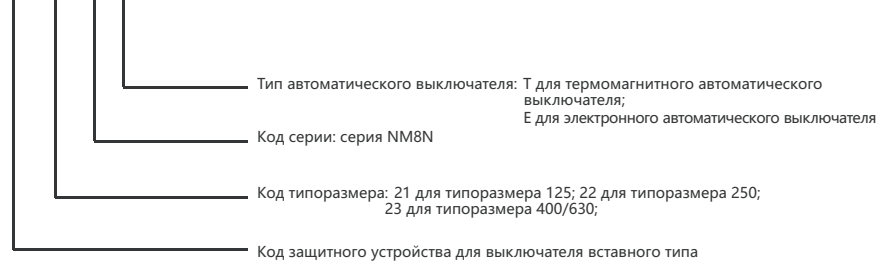 Тип автоматического выключателя: Т для термомагнитного автоматического
выключателя;
Е для электронного автоматического выключателя
Код серии: серия NM8N
Код типоразмера: 21 для типоразмера 125; 22 для типоразмера 250;
23 для типоразмера 400/630;
Код защитного устройства для выключателя вставного типа